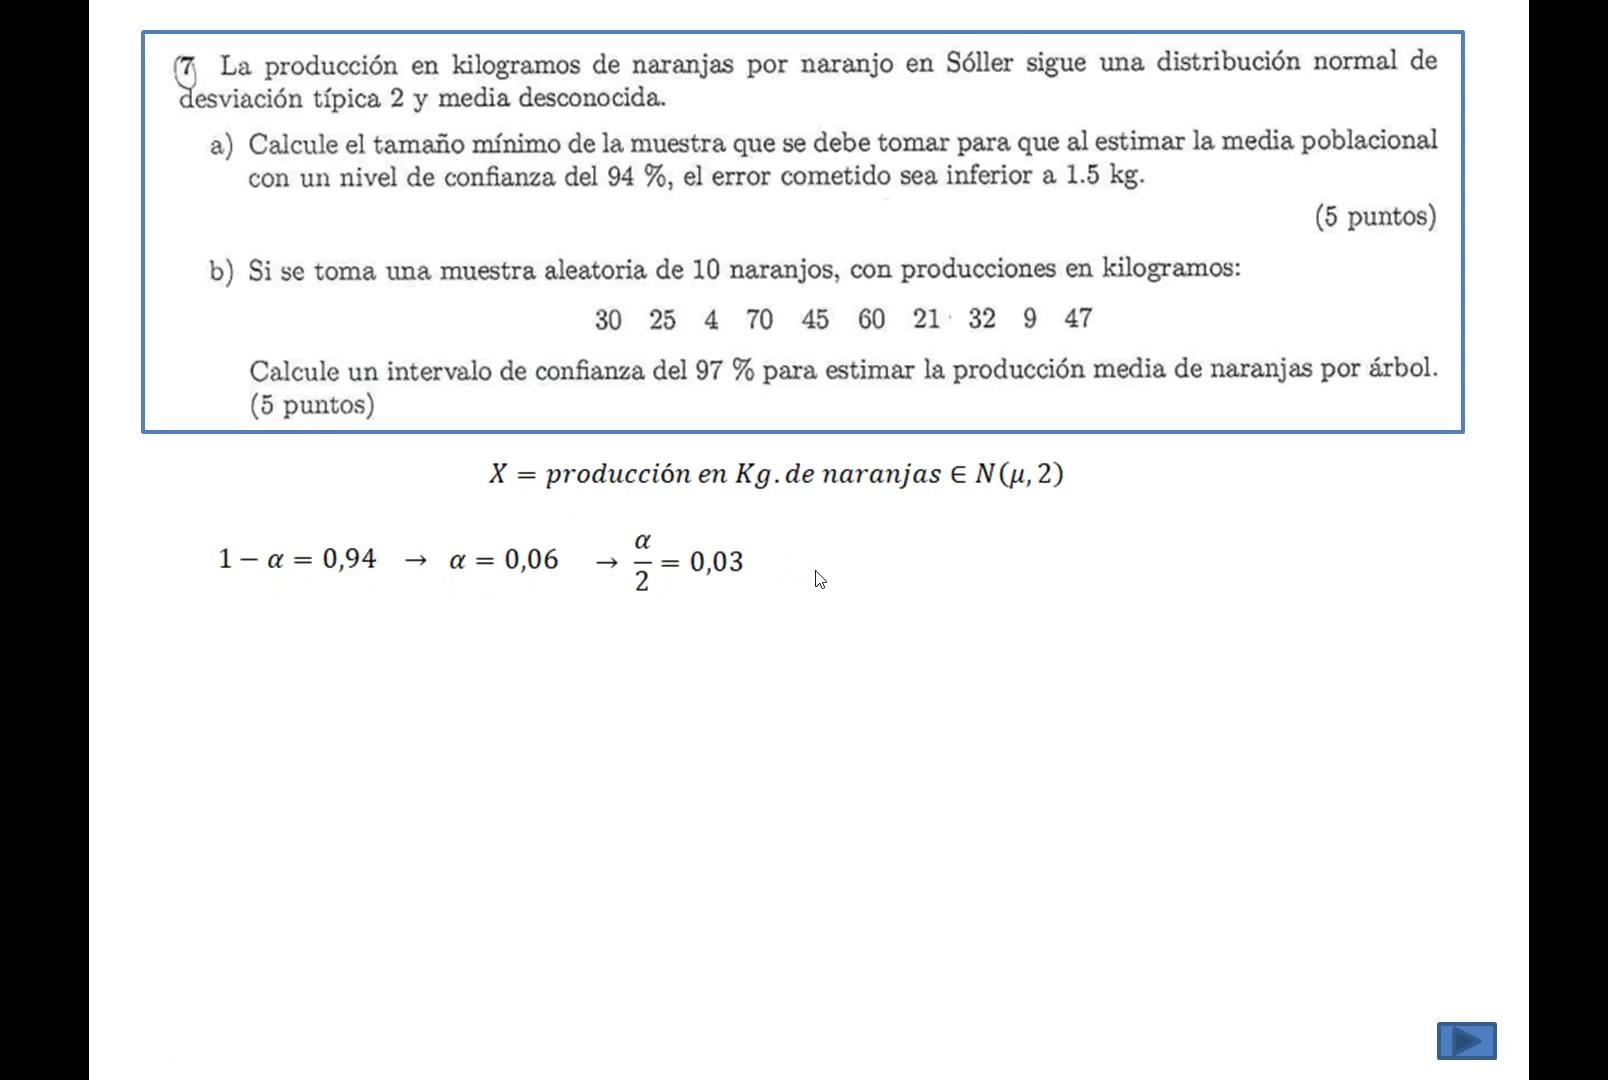 7 La producción en kilogramos de naranjas por naranjo en Sóller sigue una distribución normal de
desviación típica 2 y media desconocida.
a) Calcule el tamaño mínimo de la muestra que se debe tomar para que al estimar la media poblacional
con un nivel de confianza del 94 %, el error cometido sea inferior a 1.5 kg.
(5 puntos)
b) Si se toma una muestra aleatoria de 10 naranjos, con producciones en kilogramos:
30 25 4 70 45 60 21 32 9 47
Calcule un intervalo de confianza del 97 % para estimar la producción media de naranjas por árbol.
(5 puntos)
X = producción en Kg. de naranjas ∈ N(μ, 2)
1 − α = 0,94 → α = 0,06 → α/2 = 0,03